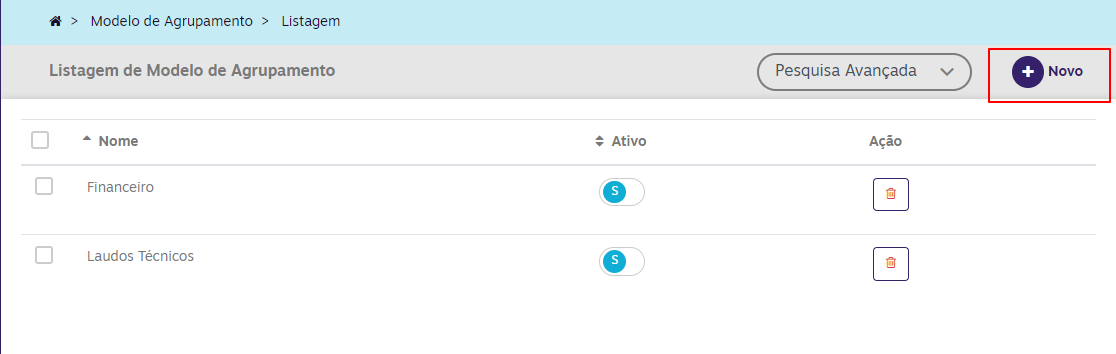 > Modelo de Agrupamento > Listagem
Listagem de Modelo de Agrupamento Pesquisa Avançada Novo
Nome Ativo Ação
Financeiro S
Laudos Técnicos S